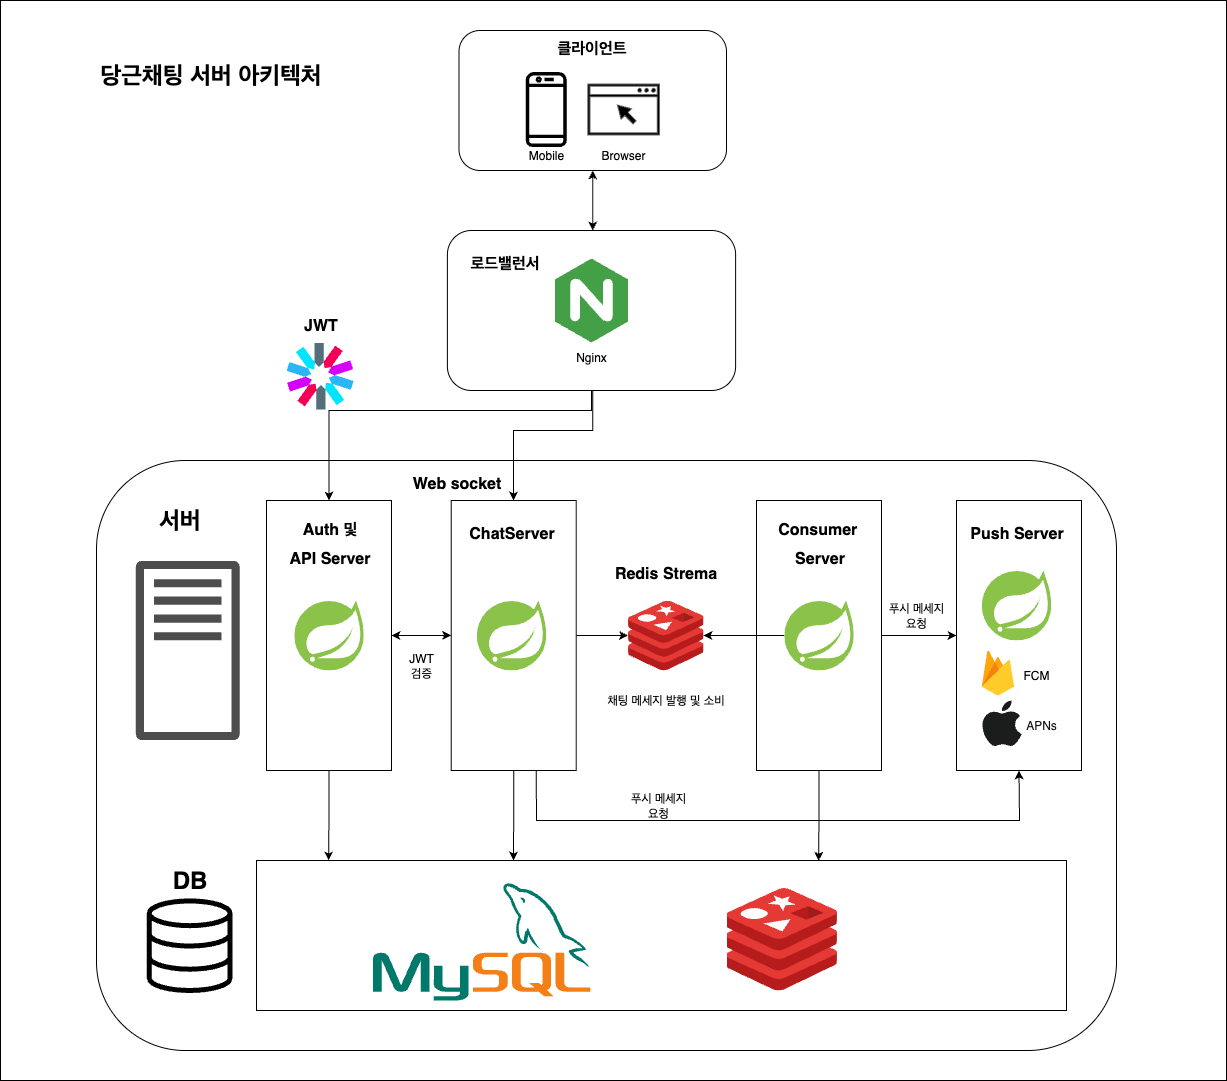 당근채팅 서버 아키텍처
클라이언트
Mobile
Browser
로드밸런서
Nginx
JWT
Web socket
서버
Auth 및
API Server
ChatServer
Redis Strema
Consumer
Server
Push Server
JWT
검증
채팅 메세지 발행 및 소비
푸시 메세지
요청
FCM
APNs
푸시 메세지
요청
DB
MySQL